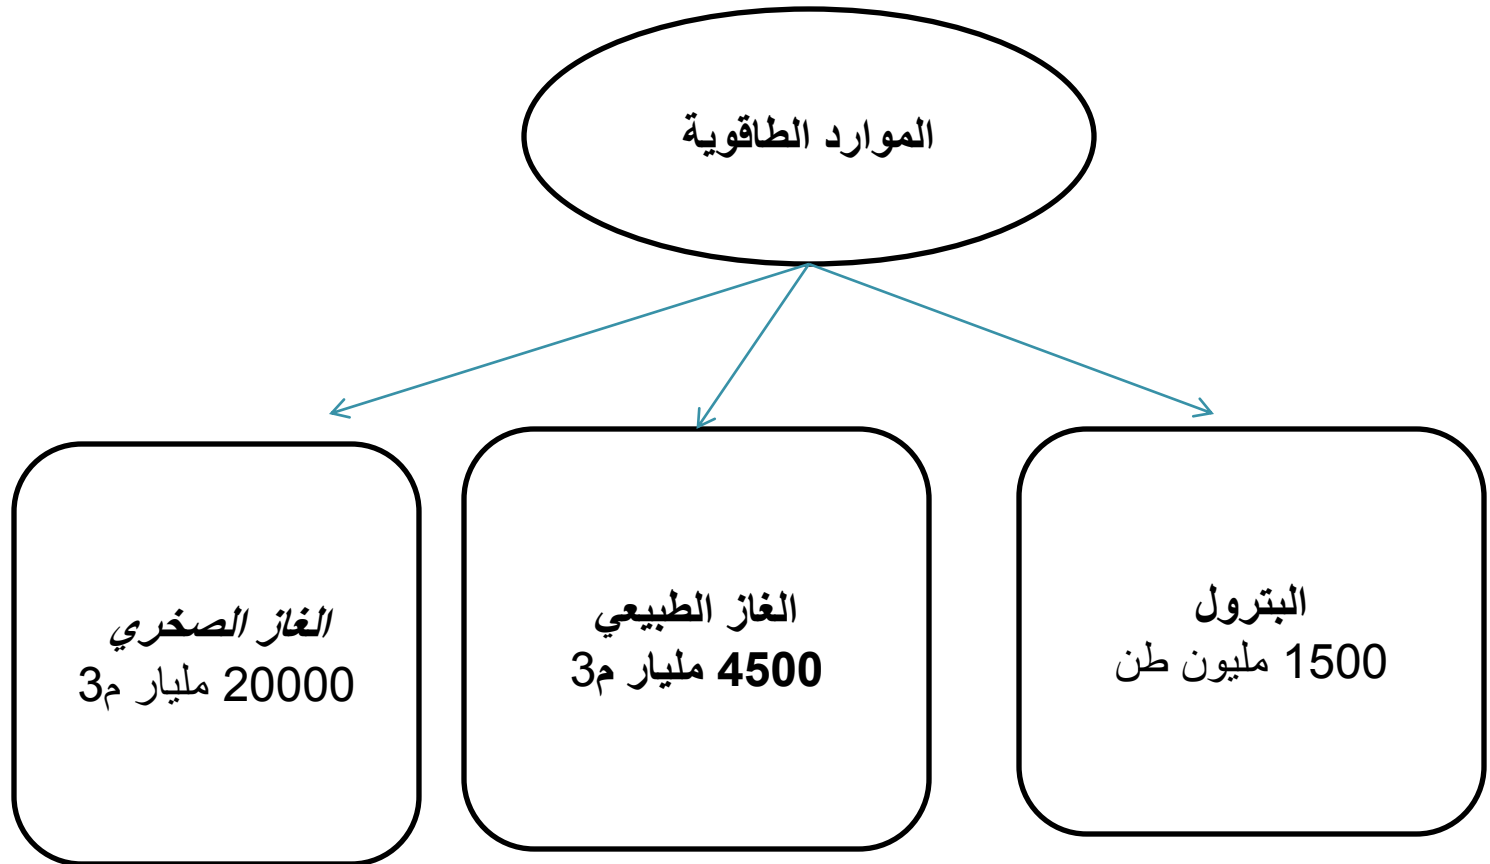 الموارد الطاقوية
البترول
1500 مليون طن
الغاز الطبيعي
4500 مليار م3
الغاز الصخري
20000 مليار م3